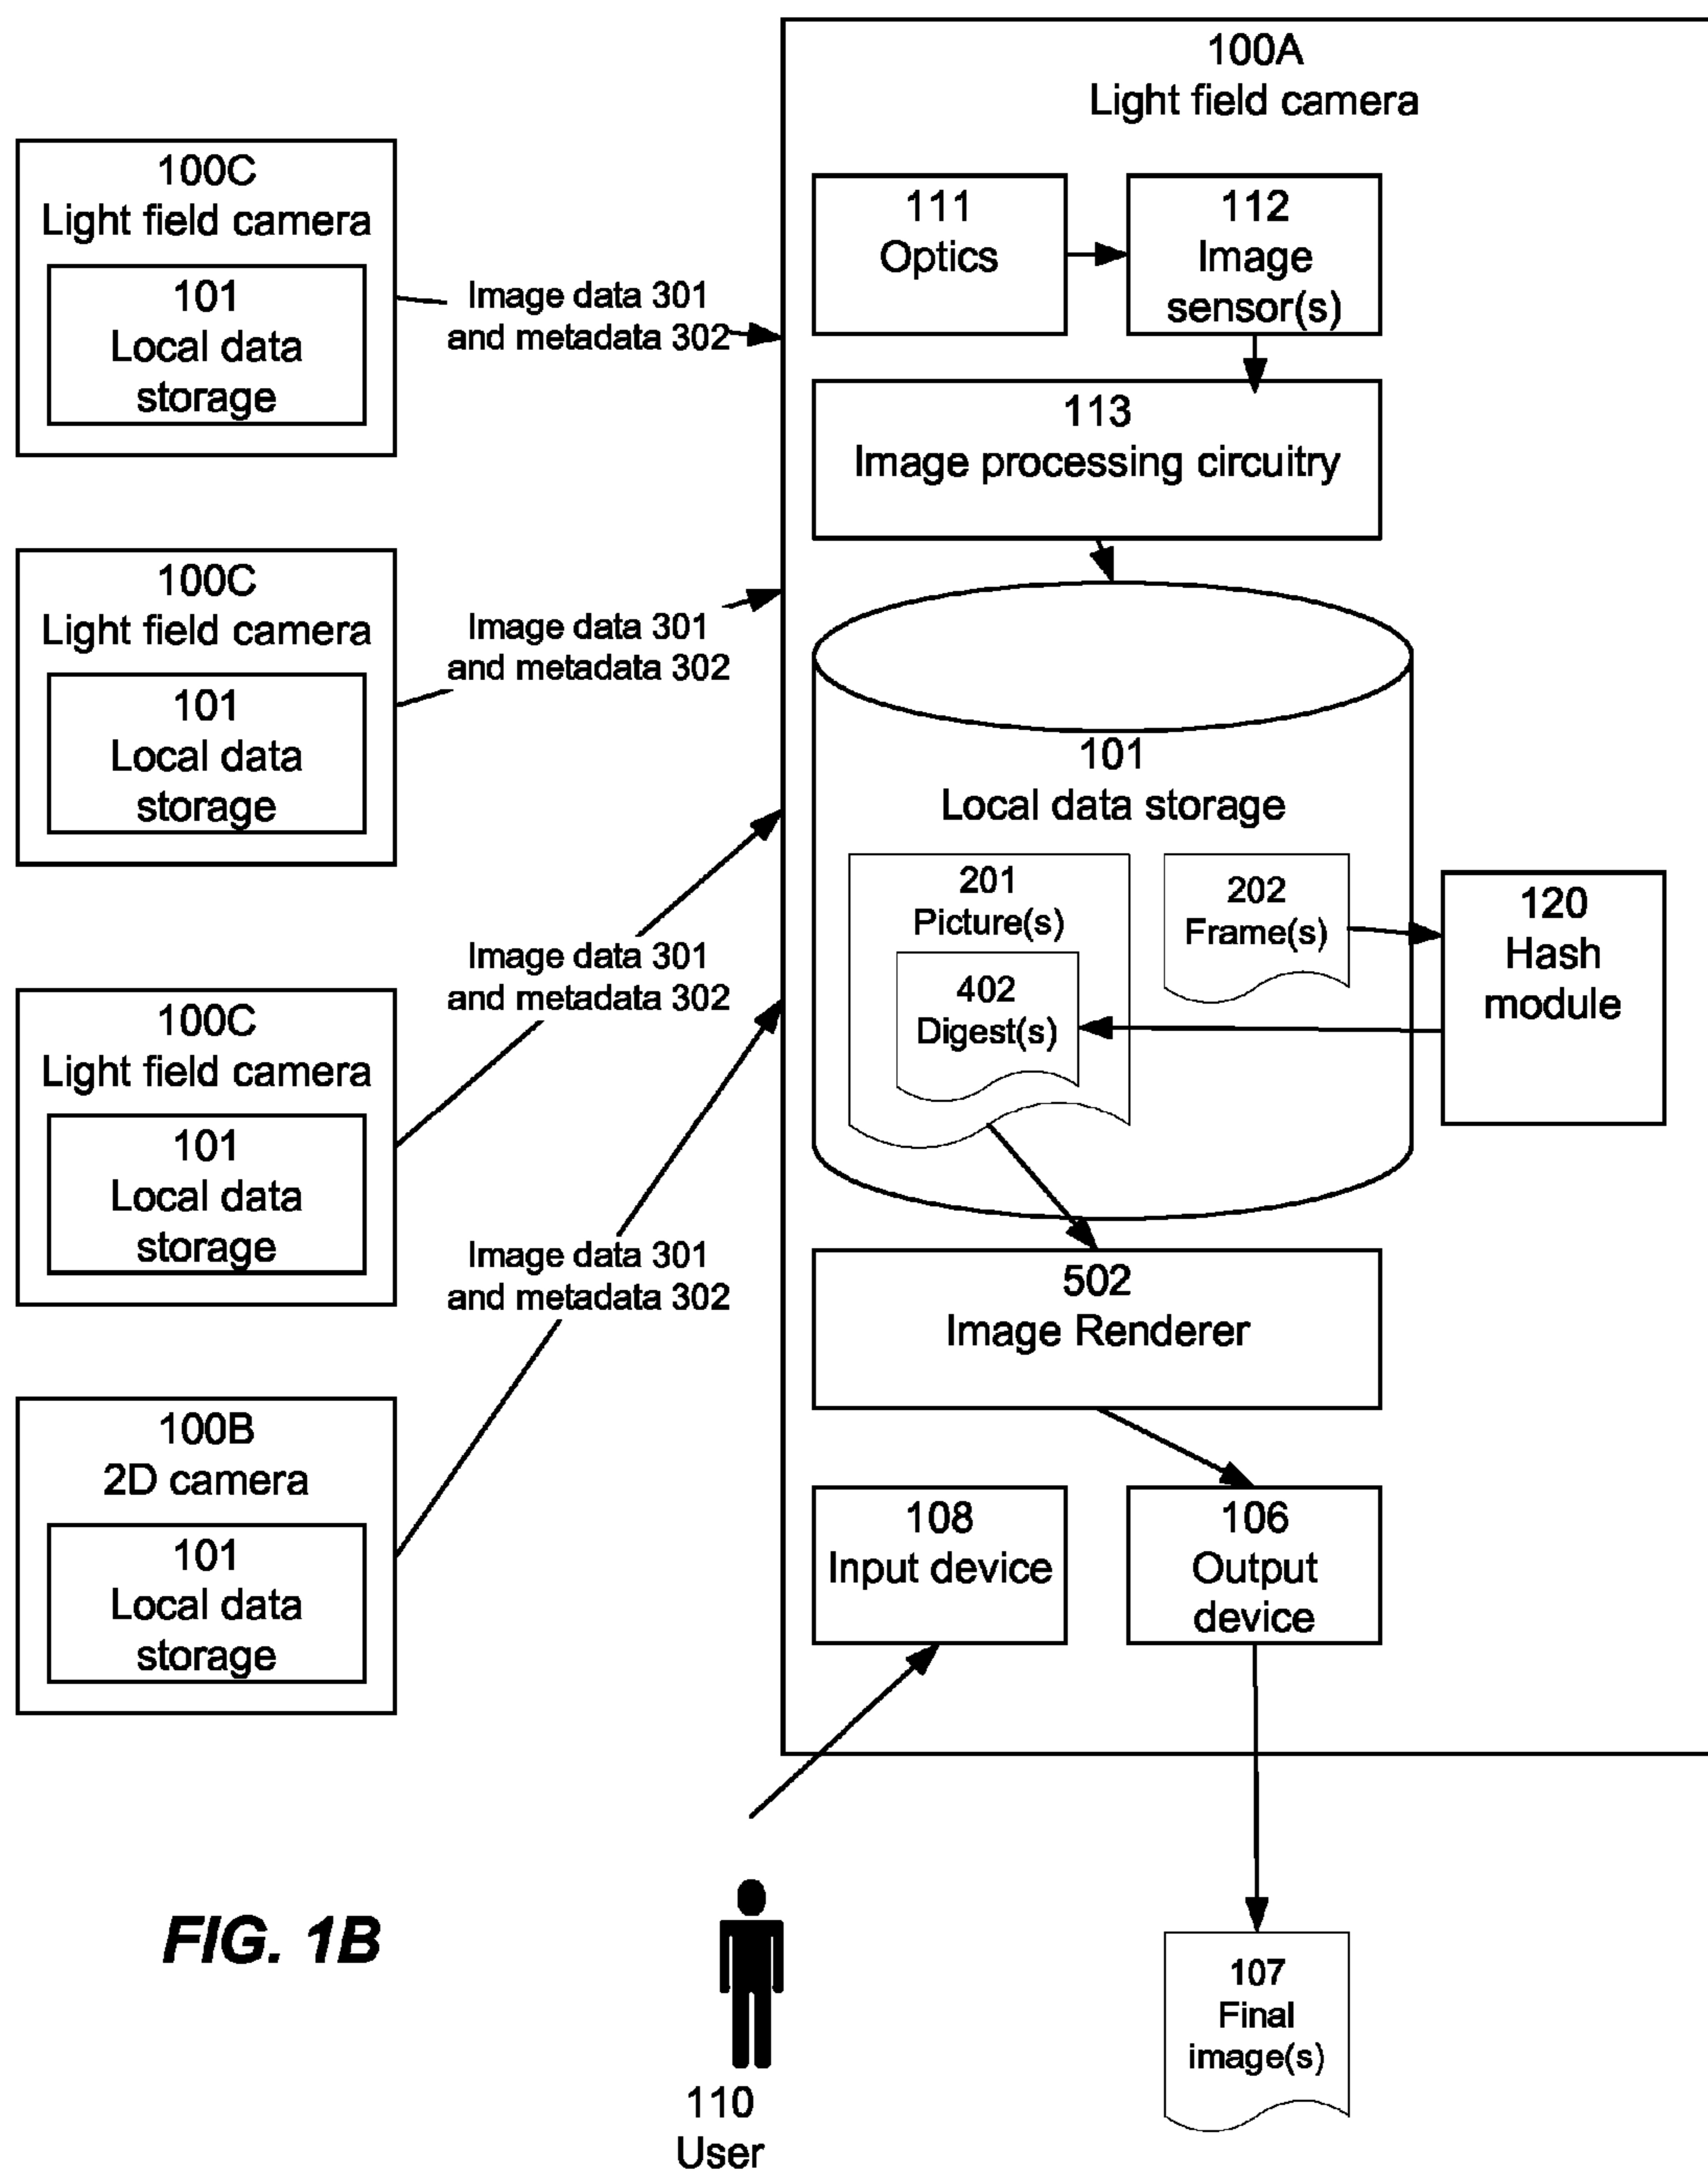 100A
Light field camera
100C
Light field camera
101
Local data
storage
Image data 301
and metadata 302
111
Optics
112
Image
sensor(s)
113
Image processing circuitry
100C
Light field camera
101
Local data
storage
Image data 301
and metadata 302
101
Local data storage
201
Picture(s)
202
Frame(s)
402
Digest(s)
120
Hash
module
100C
Light field camera
101
Local data
storage
Image data 301
and metadata 302
502
Image Renderer
100B
2D camera
101
Local data
storage
Image data 301
and metadata 302
108
Input device
106
Output
device
FIG. 1B
110
User
107
Final
image(s)